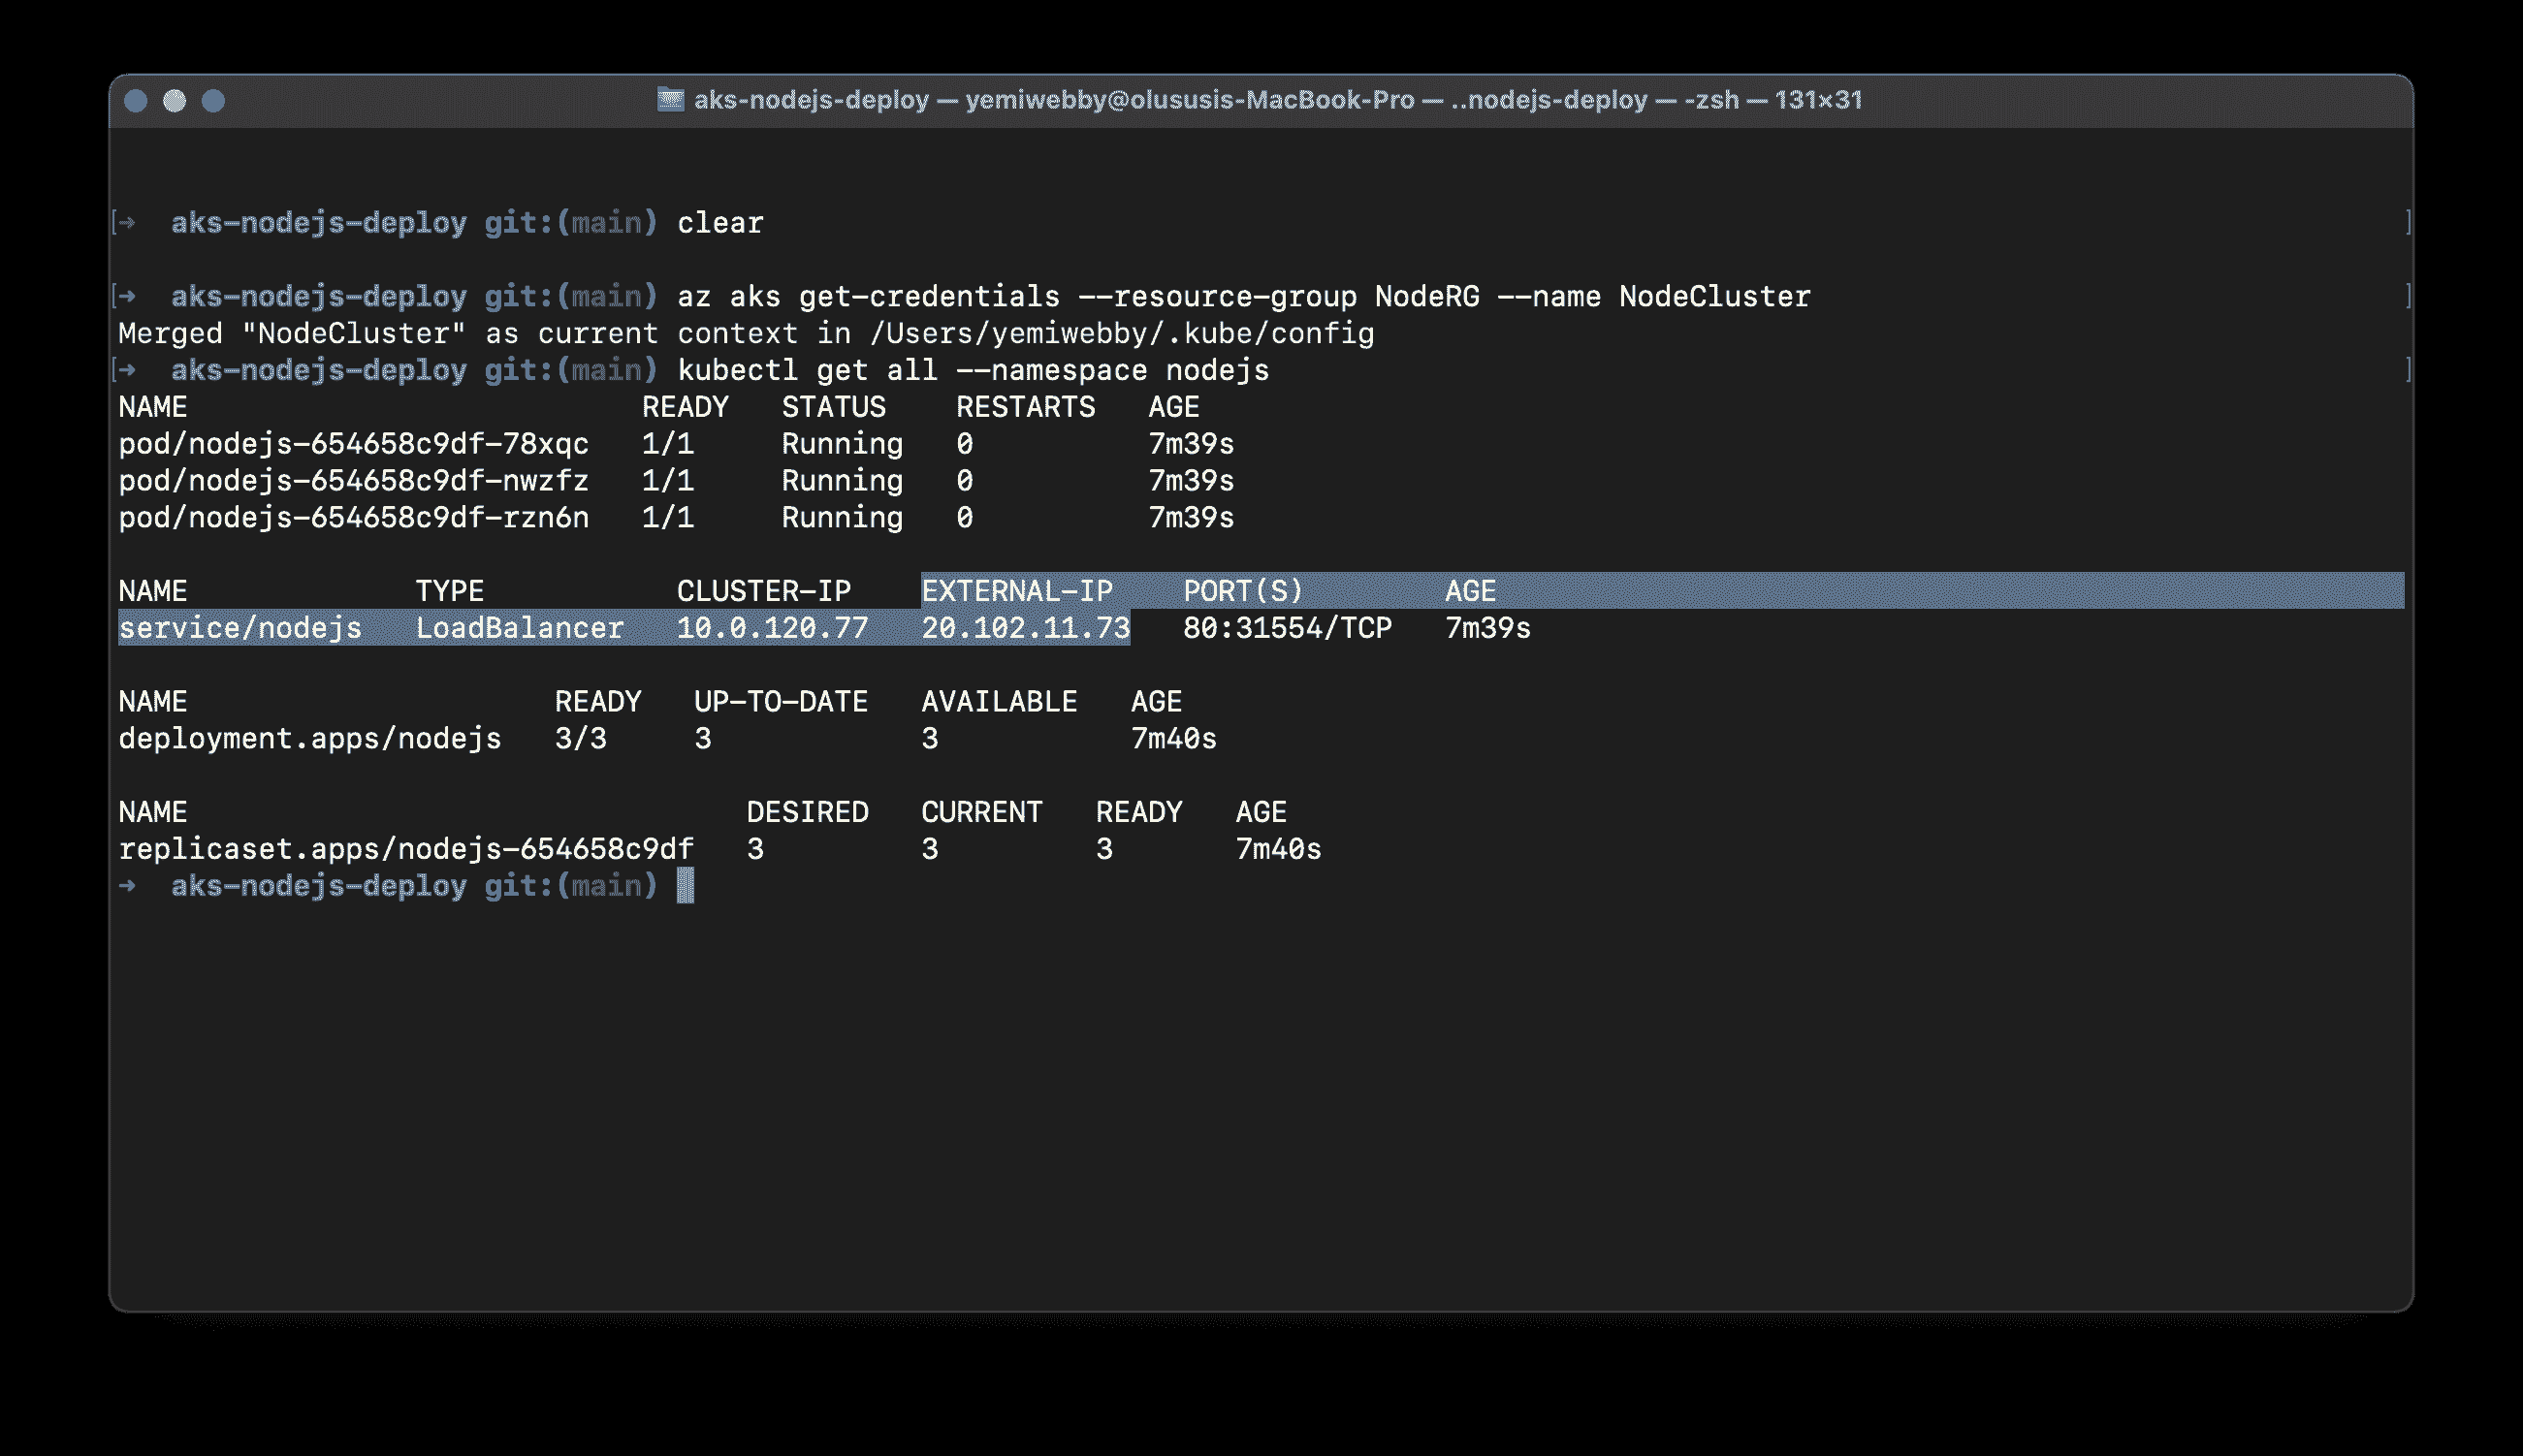 aks-nodejs-deploy — yemiwebby@olususis-MacBook-Pro — ..nodejs-deploy — -zsh — 131×31
[→  aks-nodejs-deploy git:(main) clear ]
[→  aks-nodejs-deploy git:(main) az aks get-credentials --resource-group NodeRG --name NodeCluster ]
Merged "NodeCluster" as current context in /Users/yemiwebby/.kube/config
[→  aks-nodejs-deploy git:(main) kubectl get all --namespace nodejs ]
NAME                          READY   STATUS    RESTARTS   AGE
pod/nodejs-654658c9df-78xqc   1/1     Running   0          7m39s
pod/nodejs-654658c9df-nwzfz   1/1     Running   0          7m39s
pod/nodejs-654658c9df-rzn6n   1/1     Running   0          7m39s
NAME             TYPE           CLUSTER-IP    EXTERNAL-IP    PORT(S)        AGE
service/nodejs   LoadBalancer   10.0.120.77   20.102.11.73   80:31554/TCP   7m39s
NAME                     READY   UP-TO-DATE   AVAILABLE   AGE
deployment.apps/nodejs   3/3     3            3           7m40s
NAME                                DESIRED   CURRENT   READY   AGE
replicaset.apps/nodejs-654658c9df   3         3         3       7m40s
→  aks-nodejs-deploy git:(main)